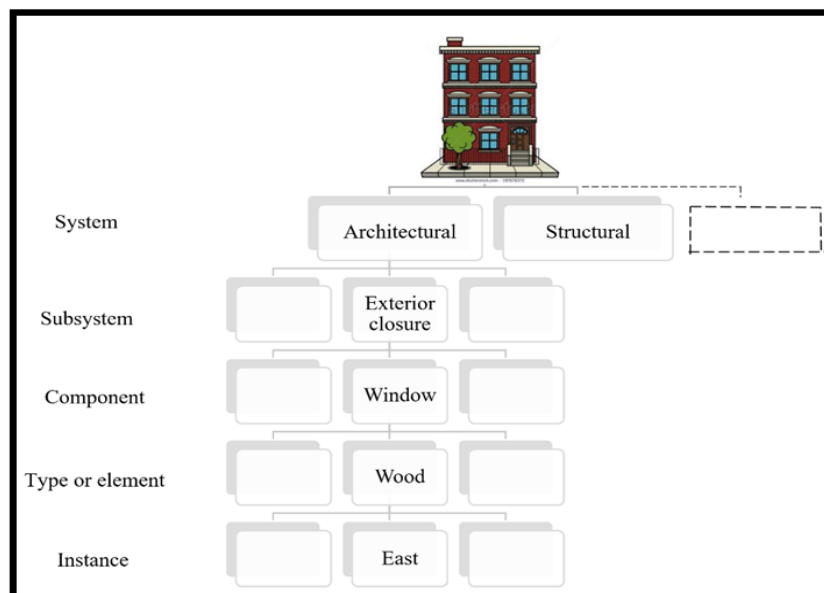 System
Architectural
Structural
Subsystem
Exterior
closure
Component
Window
Type or element
Wood
Instance
East